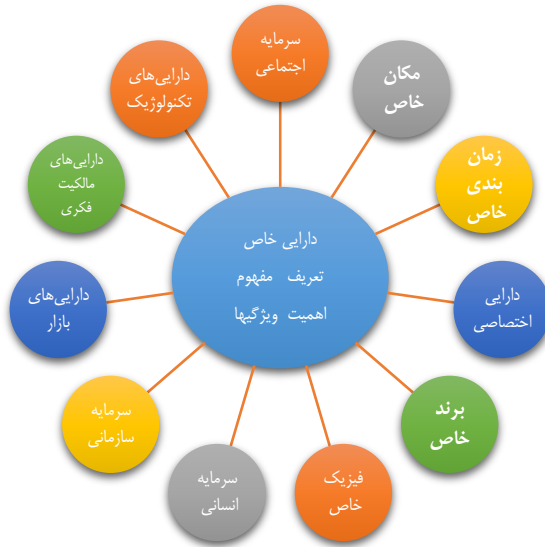 سرمایه
اجتماعی
مکان
خاص
زمان
بندی
خاص
دارایی
اختصاصی
برند
خاص
فیزیک
خاص
سرمایه
انسانی
سرمایه
سازمانی
دارایی‌های
بازار
دارایی‌های
مالکیت
فکری
دارایی‌های
تکنولوژیک
دارایی خاص
تعریف مفهوم
اهمیت ویژگیها